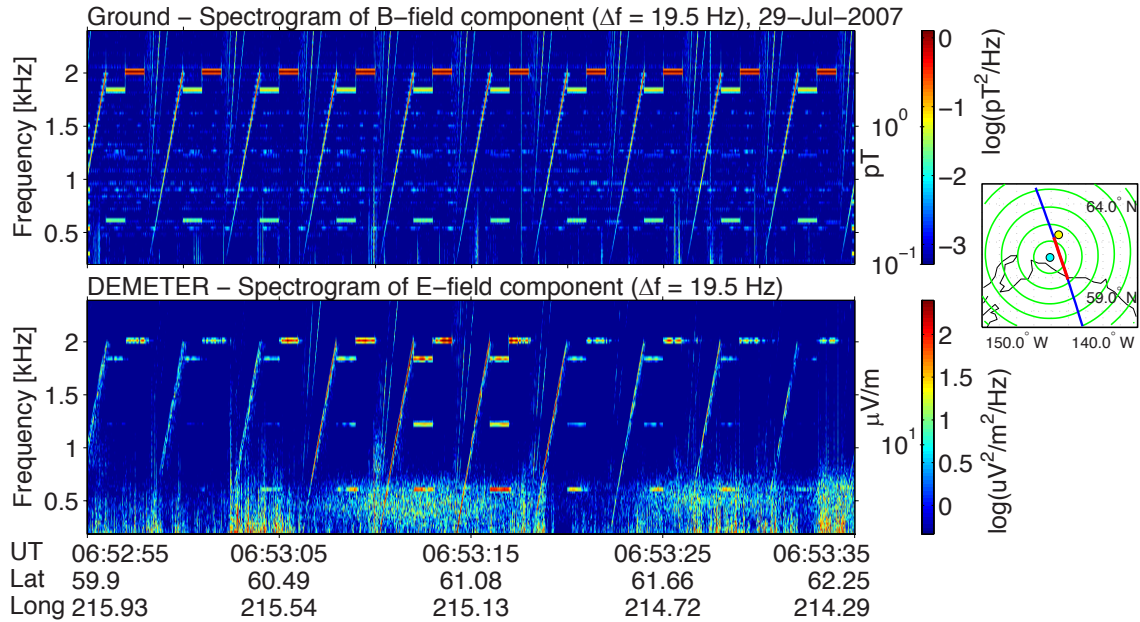 Ground – Spectrogram of B-field component (Δf = 19.5 Hz), 29-Jul-2007
Frequency [kHz]
2
1.5
1
0.5
10⁰
10⁻¹
pT
0
−1
−2
−3
log(pT²/Hz)
DEMETER – Spectrogram of E-field component (Δf = 19.5 Hz)
Frequency [kHz]
2
1.5
1
0.5
10¹
μV/m
2
1.5
1
0.5
0
log(uV²/m²/Hz)
64.0° N
59.0° N
150.0° W 140.0° W
UT 06:52:55 06:53:05 06:53:15 06:53:25 06:53:35
Lat 59.9 60.49 61.08 61.66 62.25
Long 215.93 215.54 215.13 214.72 214.29